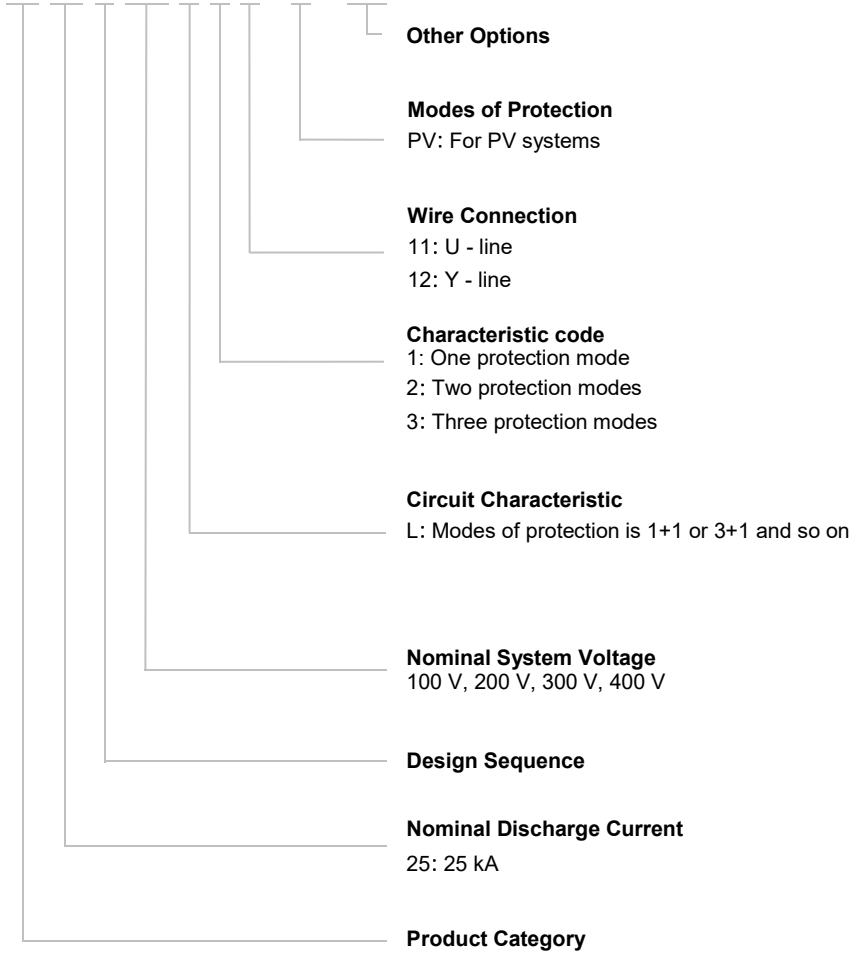 Other Options
Modes of Protection
PV: For PV systems
Wire Connection
11: U - line
12: Y - line
Characteristic code
1: One protection mode
2: Two protection modes
3: Three protection modes
Circuit Characteristic
L: Modes of protection is 1+1 or 3+1 and so on
Nominal System Voltage
100 V, 200 V, 300 V, 400 V
Design Sequence
Nominal Discharge Current
25: 25 kA
Product Category